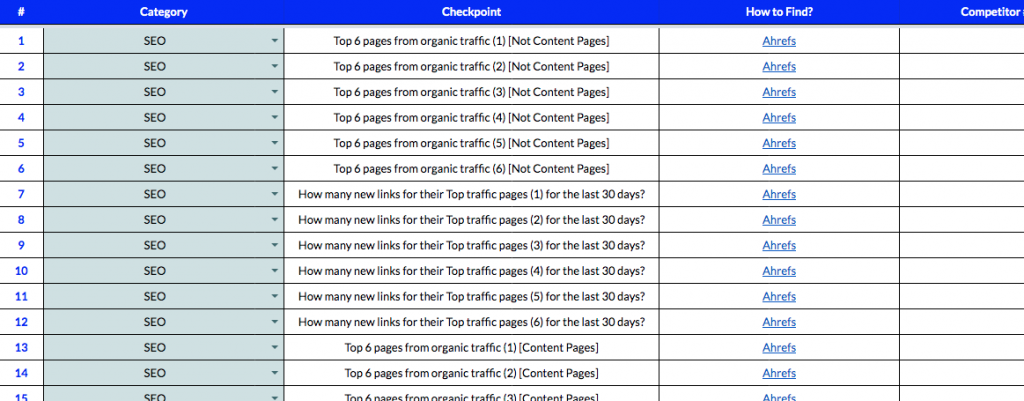 # Category Checkpoint How to Find? Competitor
1 SEO Top 6 pages from organic traffic (1) [Not Content Pages] Ahrefs
2 SEO Top 6 pages from organic traffic (2) [Not Content Pages] Ahrefs
3 SEO Top 6 pages from organic traffic (3) [Not Content Pages] Ahrefs
4 SEO Top 6 pages from organic traffic (4) [Not Content Pages] Ahrefs
5 SEO Top 6 pages from organic traffic (5) [Not Content Pages] Ahrefs
6 SEO Top 6 pages from organic traffic (6) [Not Content Pages] Ahrefs
7 SEO How many new links for their Top traffic pages (1) for the last 30 days? Ahrefs
8 SEO How many new links for their Top traffic pages (2) for the last 30 days? Ahrefs
9 SEO How many new links for their Top traffic pages (3) for the last 30 days? Ahrefs
10 SEO How many new links for their Top traffic pages (4) for the last 30 days? Ahrefs
11 SEO How many new links for their Top traffic pages (5) for the last 30 days? Ahrefs
12 SEO How many new links for their Top traffic pages (6) for the last 30 days? Ahrefs
13 SEO Top 6 pages from organic traffic (1) [Content Pages] Ahrefs
14 SEO Top 6 pages from organic traffic (2) [Content Pages] Ahrefs
15 SEO Top 6 pages from organic traffic (3) [Content Pages] Ahrefs